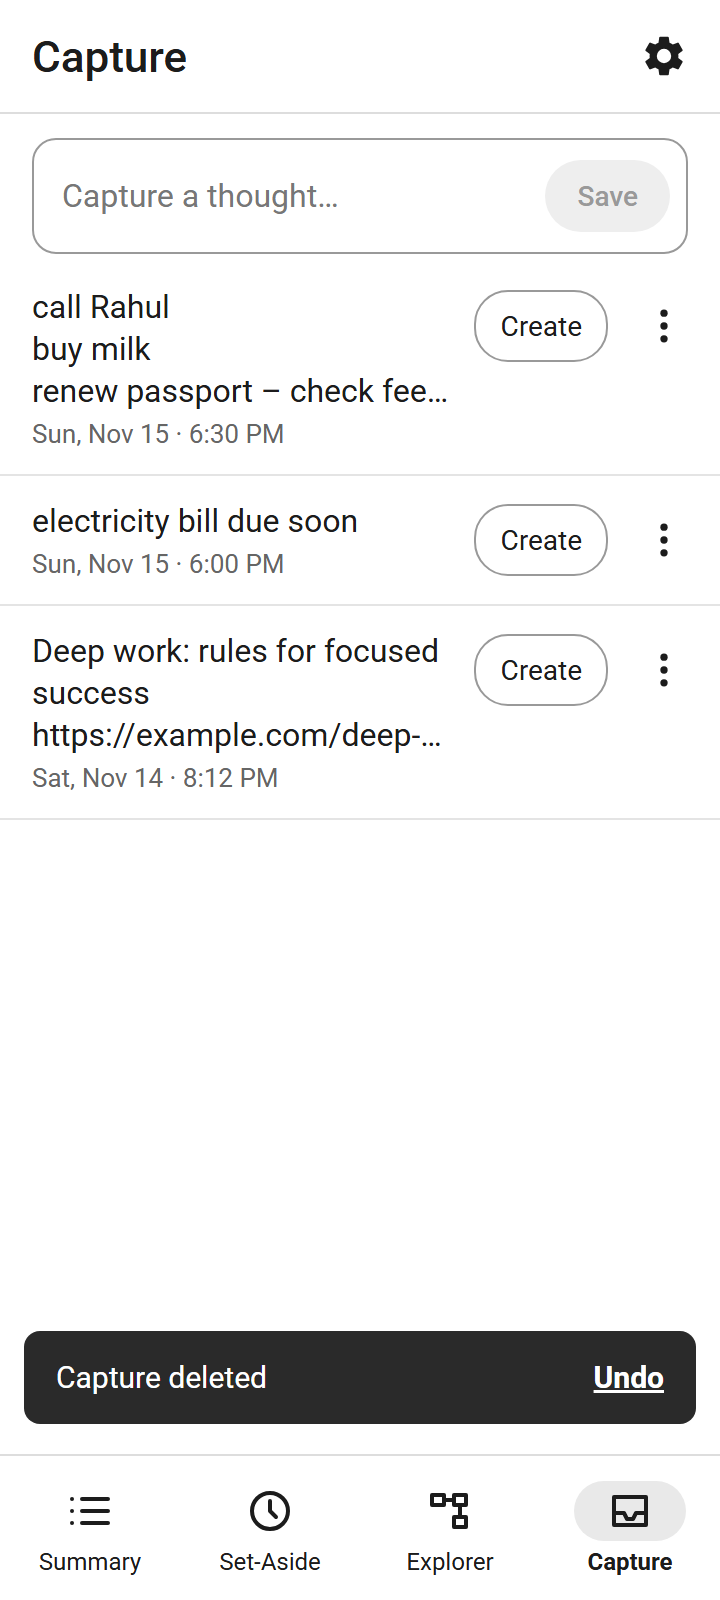 Capture
Capture a thought…
Save
call Rahul
buy milk
renew passport – check fee…
Sun, Nov 15 · 6:30 PM
Create
electricity bill due soon
Sun, Nov 15 · 6:00 PM
Create
Deep work: rules for focused
success
https://example.com/deep-…
Sat, Nov 14 · 8:12 PM
Create
Capture deleted
Undo
Summary
Set-Aside
Explorer
Capture